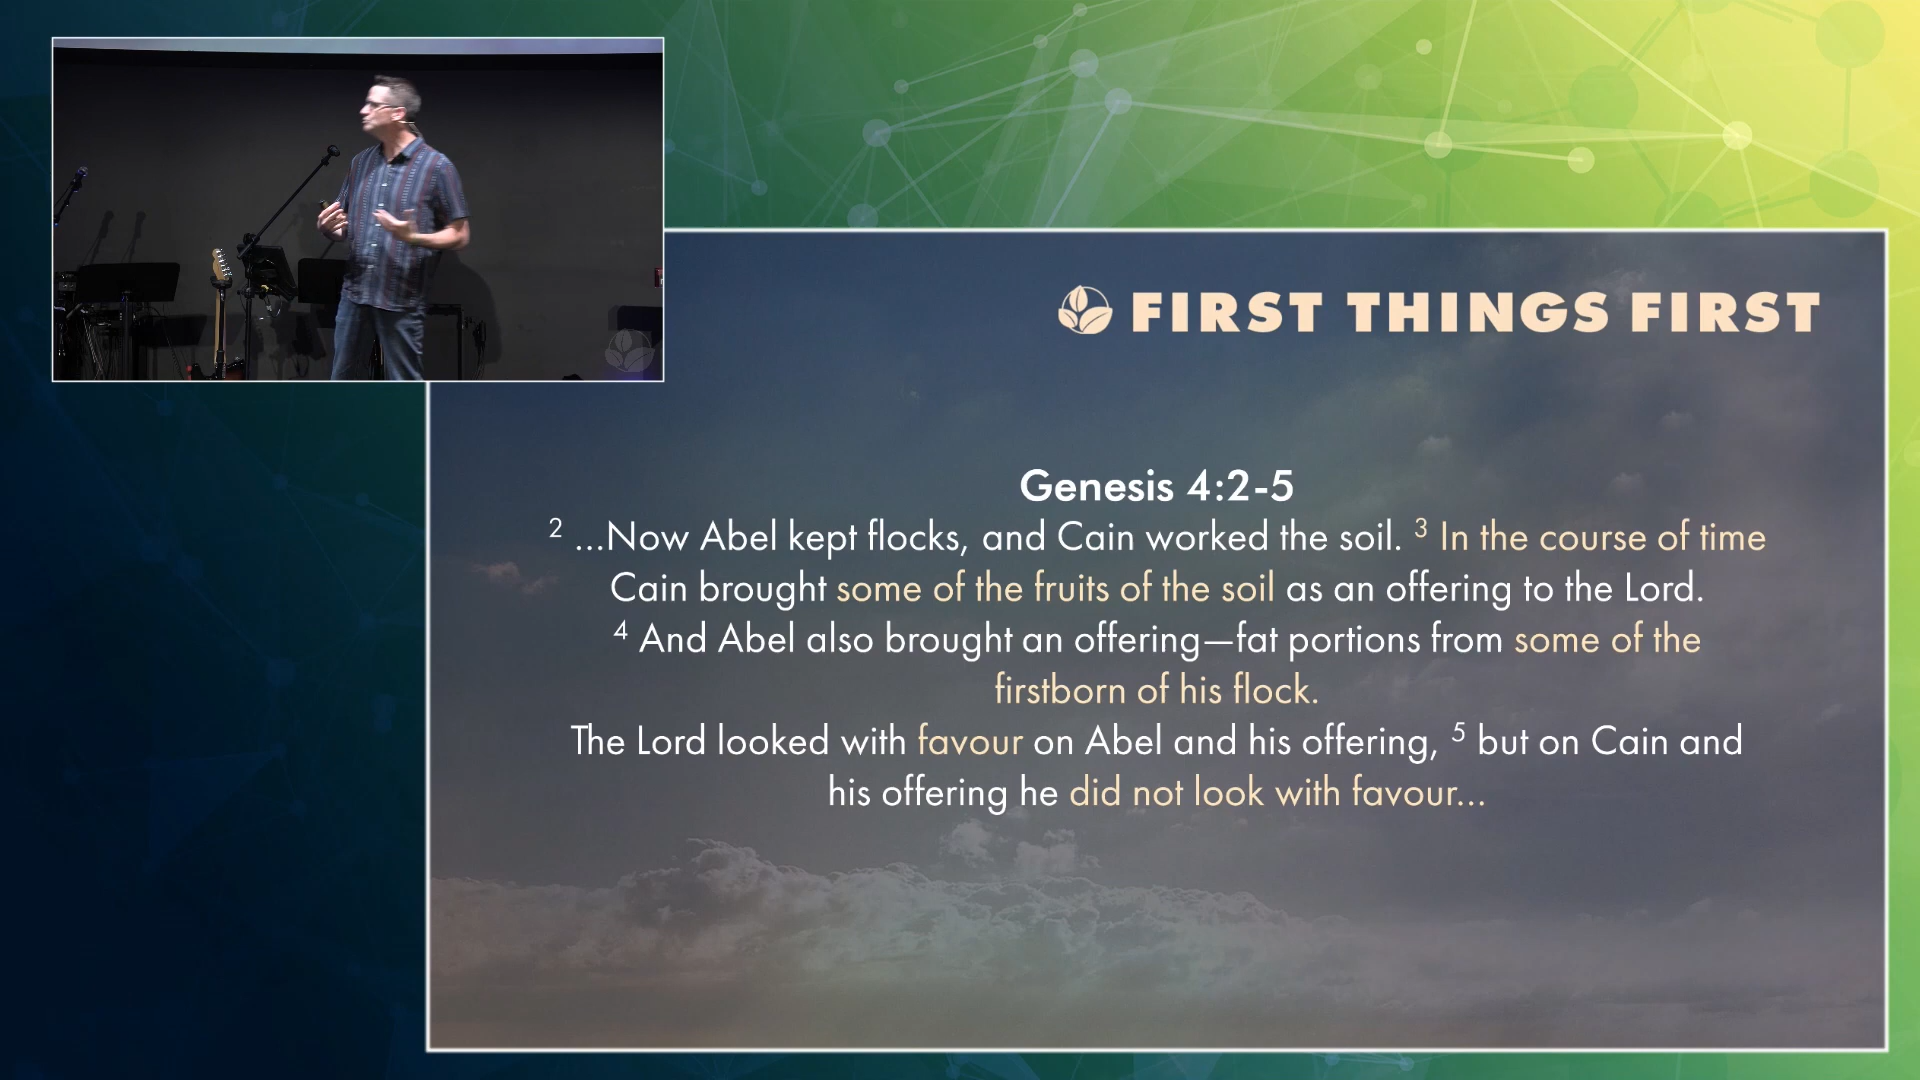 FIRST THINGS FIRST
Genesis 4:2-5
2 ...Now Abel kept flocks, and Cain worked the soil. 3 In the course of time
Cain brought some of the fruits of the soil as an offering to the Lord.
4 And Abel also brought an offering—fat portions from some of the
firstborn of his flock.
The Lord looked with favour on Abel and his offering, 5 but on Cain and
his offering he did not look with favour...